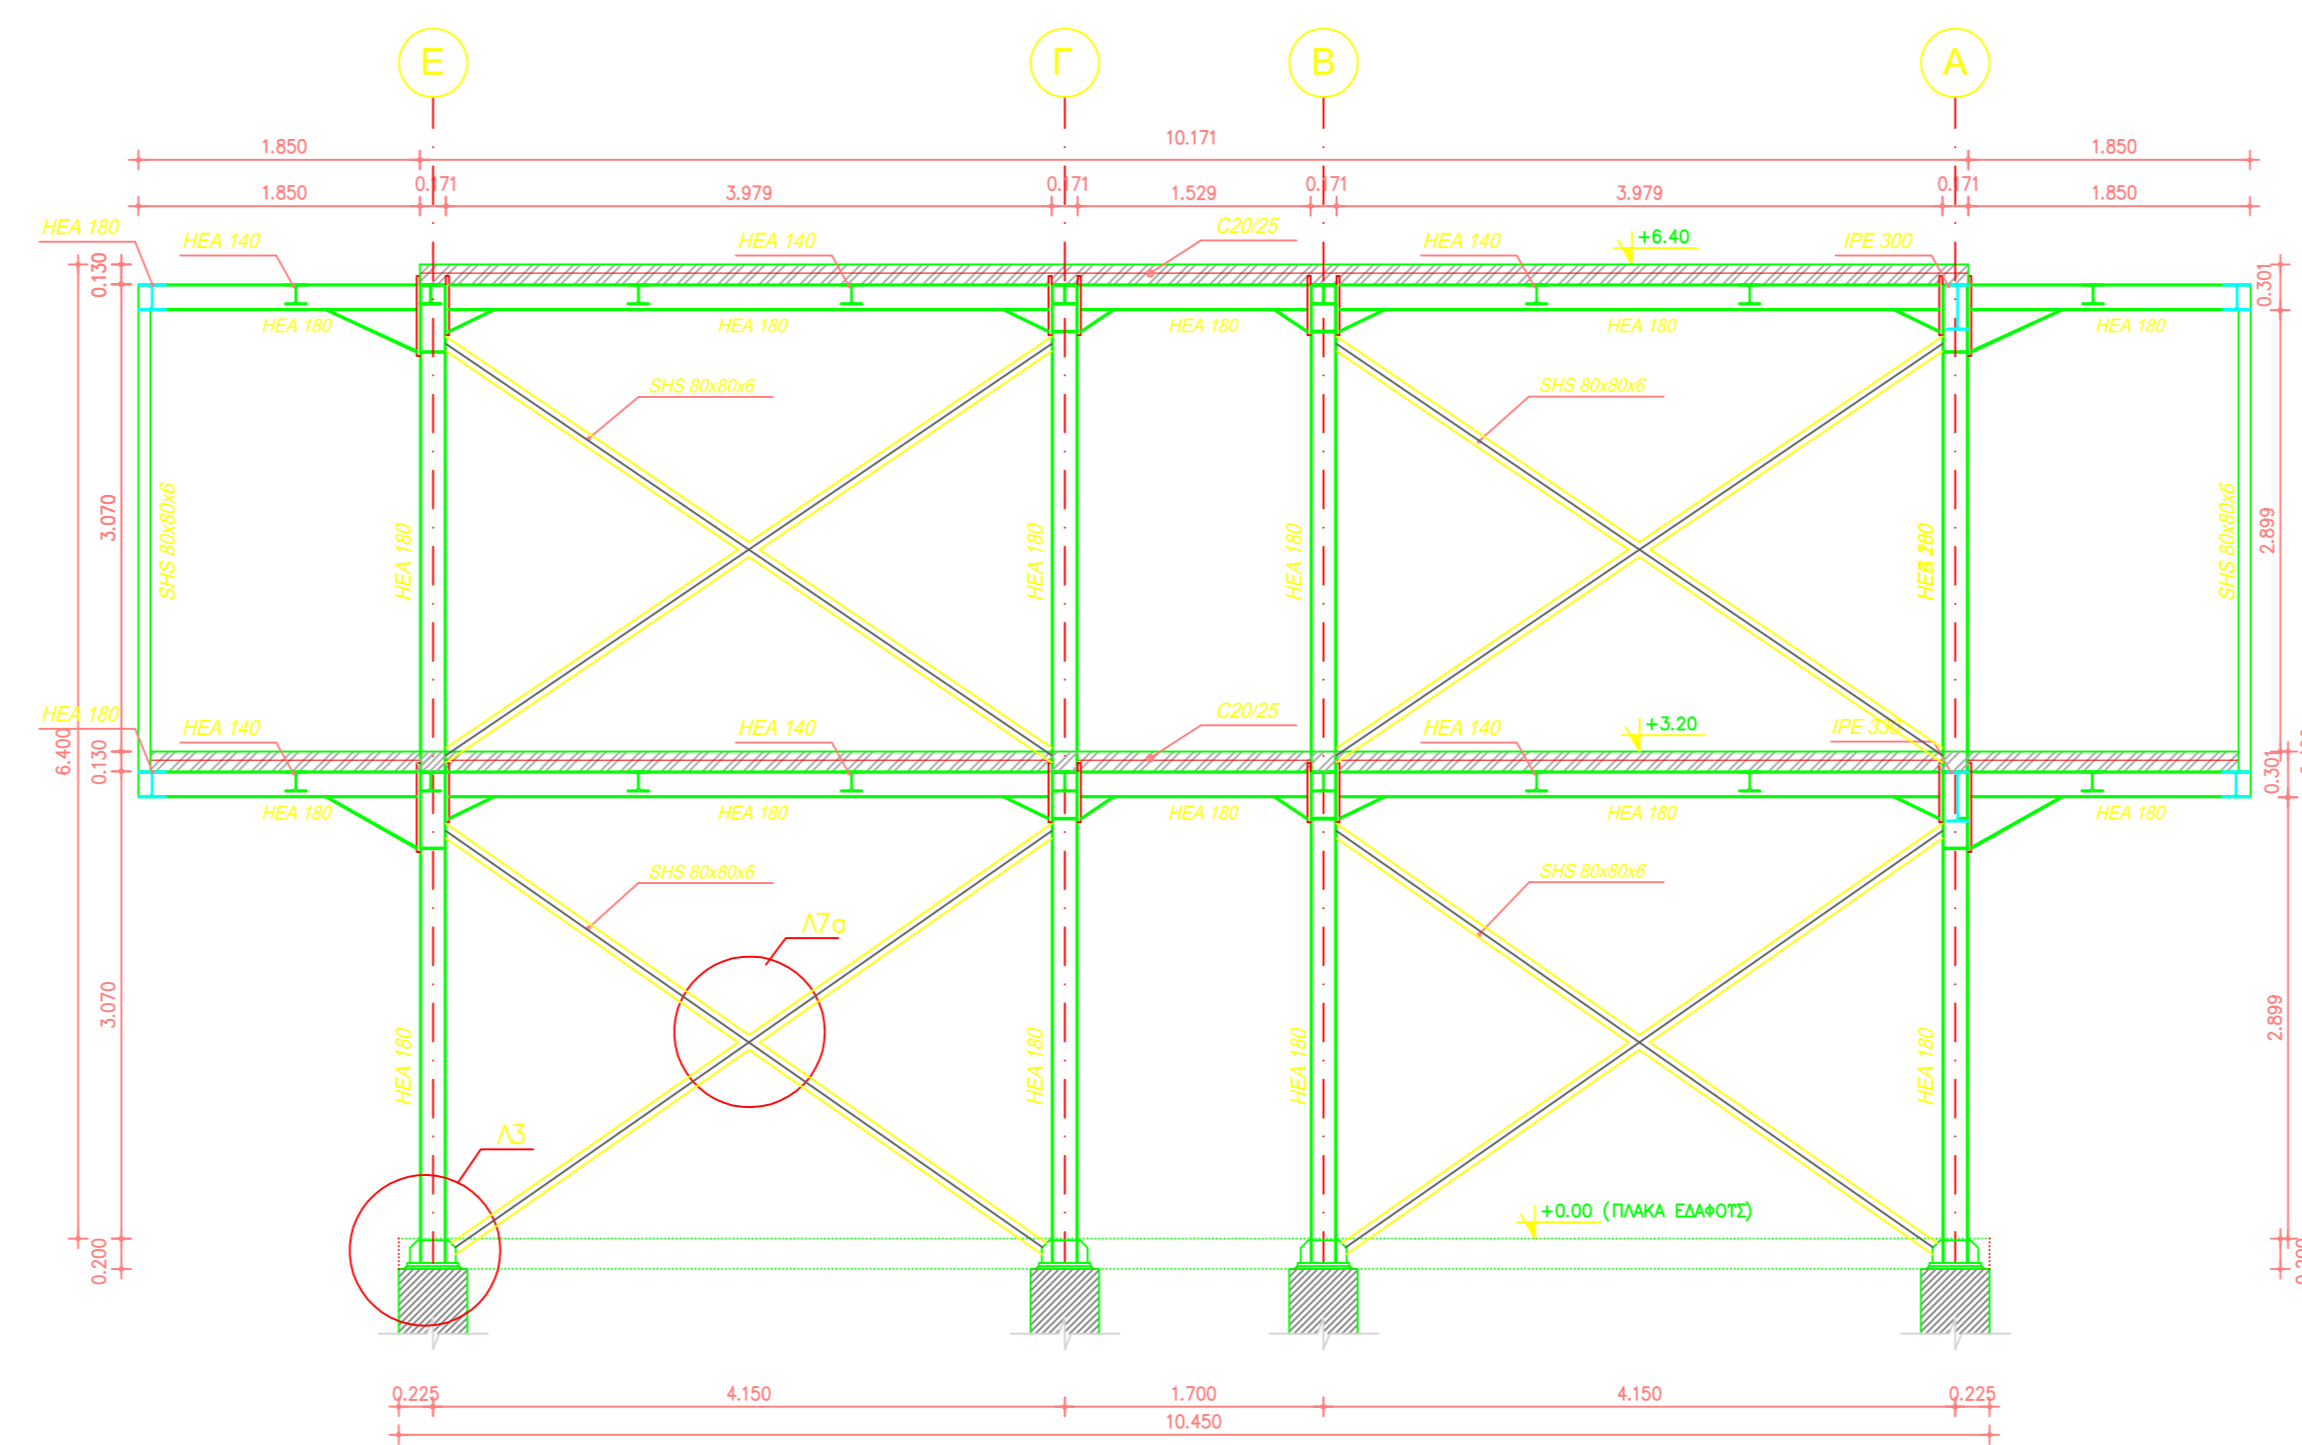 Ε Γ Β Α
1.850 10.171 1.850
1.850 0.171 3.979 0.171 1.529 0.171 3.979 0.171 1.850
HEA 180 HEA 140 HEA 140 C20/25 HEA 140 +6.40 IPE 300
0.130 0.301
HEA 180 HEA 180 HEA 180 HEA 180 HEA 180
SHS 80x80x6 SHS 80x80x6
3.070 SHS 80x80x6 HEA 180 HEA 180 HEA 180 SHS 80x80x6 2.899
HEA 180 HEA 140 HEA 140 C20/25 HEA 140 +3.20
6.400 0.130 0.301
HEA 180 HEA 180 HEA 180 HEA 180 HEA 180
SHS 80x80x6 SHS 80x80x6
Λ7α
3.070 HEA 180 HEA 180 HEA 180 HEA 180 2.899
Λ3
+0.00 (ΠΛΑΚΑ ΕΔΑΦΟΥΣ)
0.200
0.225 4.150 1.700 4.150 0.225
10.450